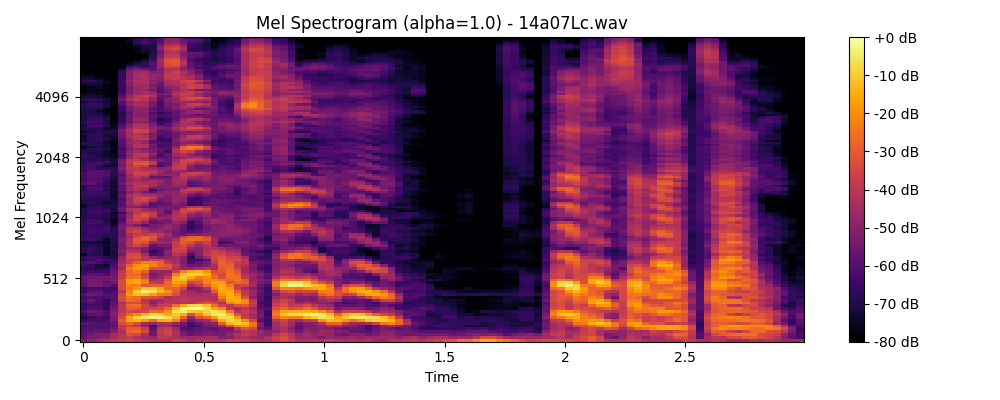 Mel Spectrogram (alpha=1.0) - 14a07Lc.wav
Mel Frequency
4096
2048
1024
512
0
0
0.5
1
1.5
2
2.5
Time
+0 dB
-10 dB
-20 dB
-30 dB
-40 dB
-50 dB
-60 dB
-70 dB
-80 dB